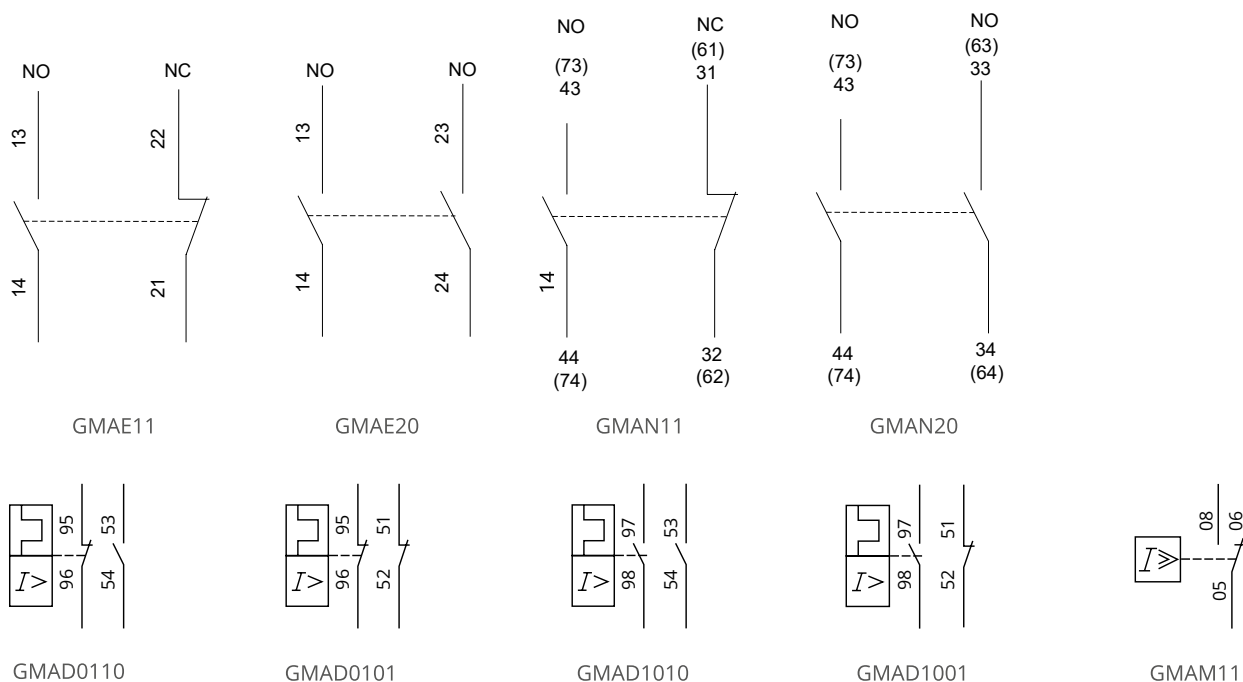 NO NC
13 22
14 21
GMAE11
NO NO
13 23
14 24
GMAE20
NO NC
(73) (61)
43 31
14
44 32
(74) (62)
GMAN11
NO NO
(73) (63)
43 33
44 34
(74) (64)
GMAN20
95 53
I>
96 54
GMAD0110
95 51
I>
96 52
GMAD0101
97 53
I>
98 54
GMAD1010
97 51
I>
98 52
GMAD1001
08 06
I⪢
05
GMAM11